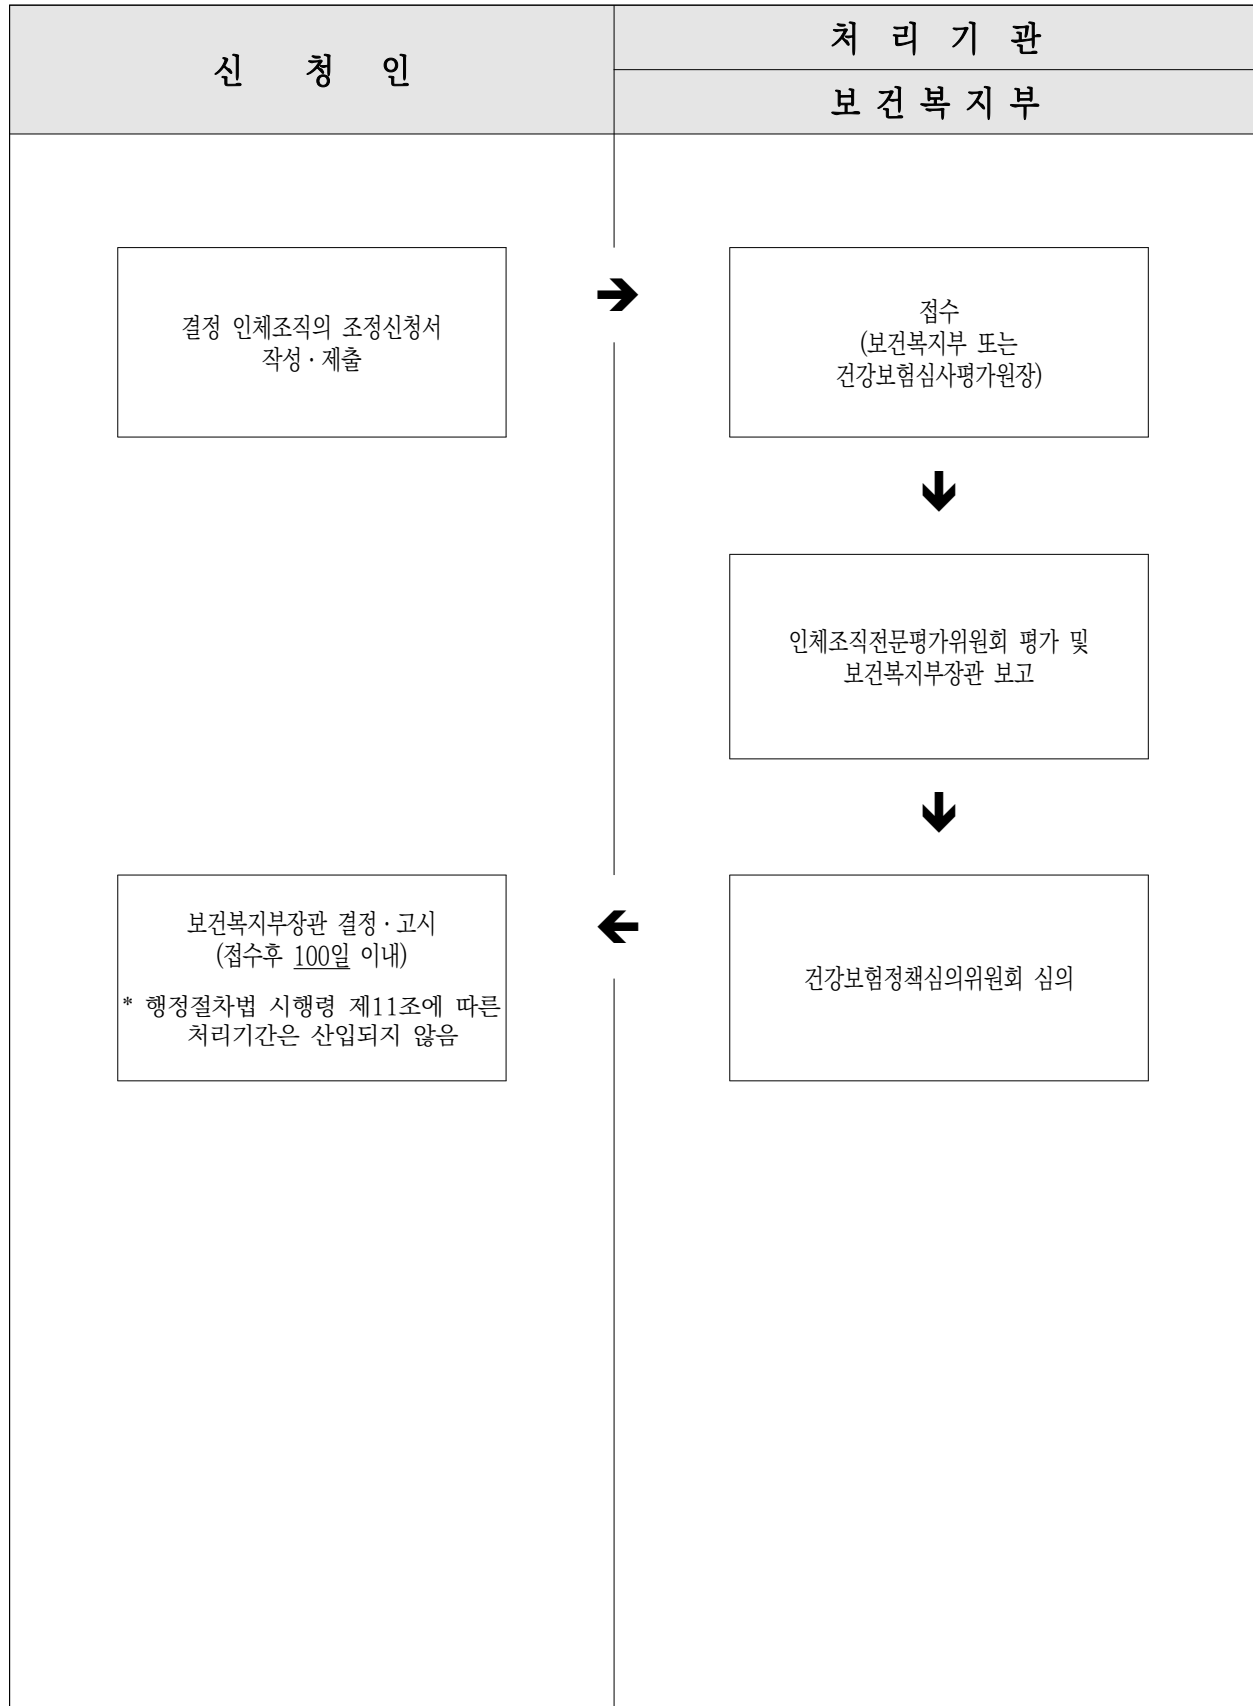 신 청 인
처 리 기 관
보 건 복 지 부
결정 인체조직의 조정신청서
작성·제출
➔
접수
(보건복지부 또는
건강보험심사평가원장)
인체조직전문평가위원회 평가 및
보건복지부장관 보고
건강보험정책심의위원회 심의
보건복지부장관 결정·고시
(접수후 100일 이내)
* 행정절차법 시행령 제11조에 따른
처리기간은 산입되지 않음